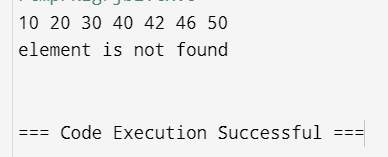 10 20 30 40 42 46 50
element is not found
=== Code Execution Successful ===